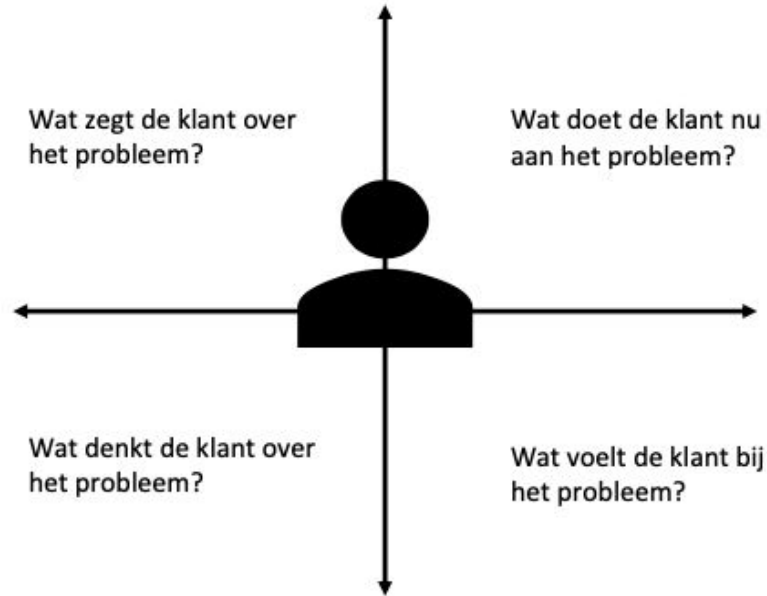 Wat zegt de klant over
het probleem?
Wat doet de klant nu
aan het probleem?
Wat denkt de klant over
het probleem?
Wat voelt de klant bij
het probleem?